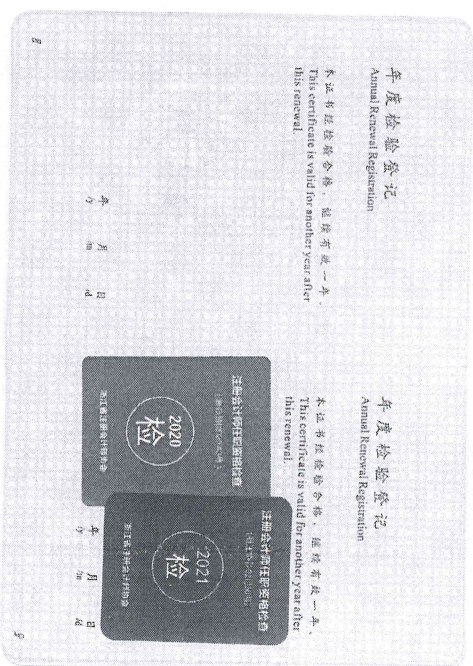 年度检验登记
Annual Renewal Registration
本证书经检验合格，继续有效一年。
This certificate is valid for another year after
this renewal.
年 月 日
/y /m /d
8
年度检验登记
Annual Renewal Registration
本证书经检验合格，继续有效一年。
This certificate is valid for another year after
this renewal.
注册会计师任职资格检查
2020
检
浙江省注册会计师协会
注册会计师任职资格检查
2021
检
浙江省注册会计师协会
年 月 日
/y /m /d
9